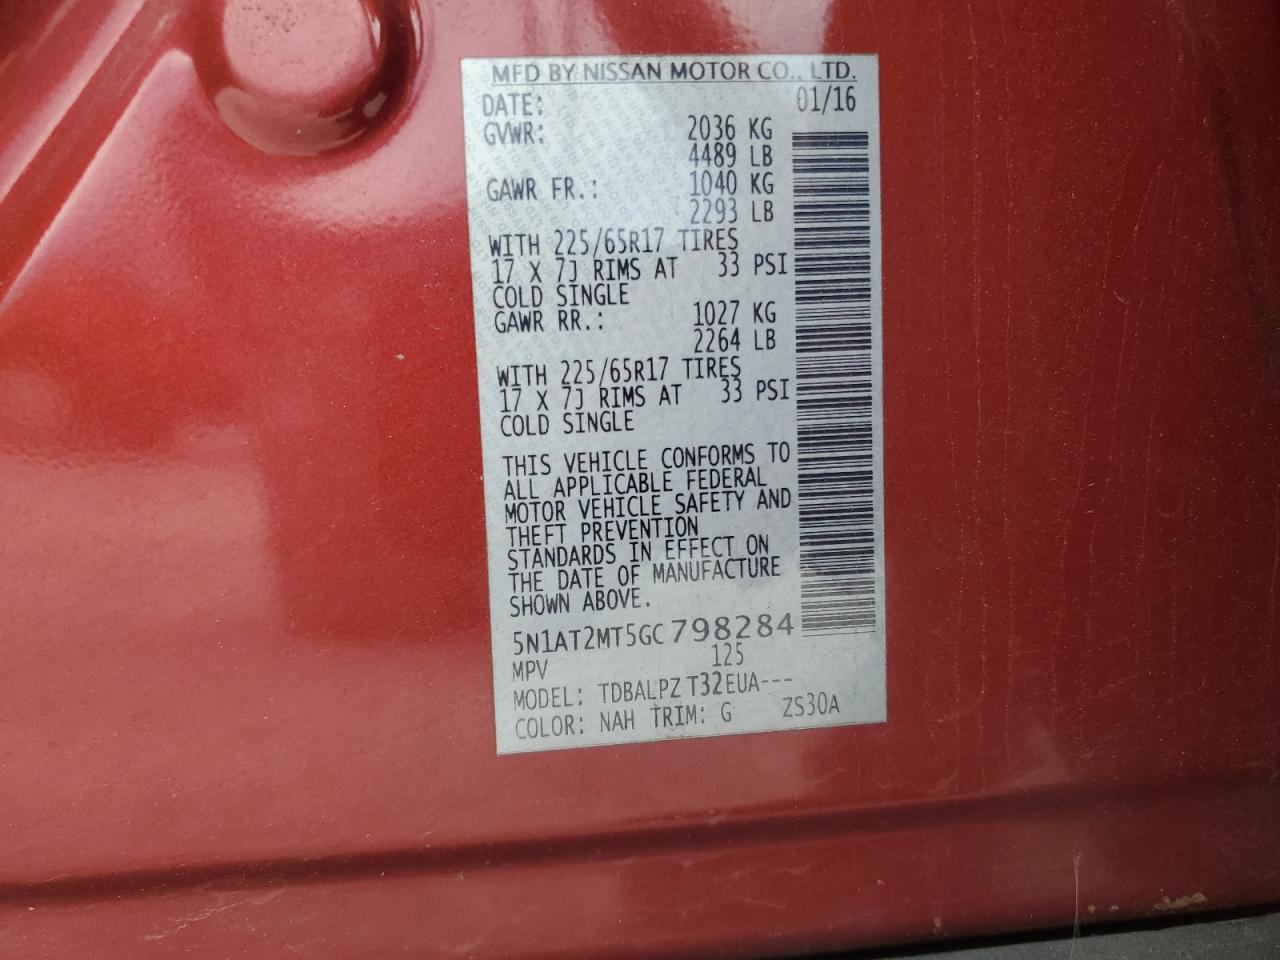 MFD BY NISSAN MOTOR CO., LTD.
DATE: 01/16
GVWR: 2036 KG
4489 LB
GAWR FR.: 1040 KG
2293 LB
WITH 225/65R17 TIRES
17 X 7J RIMS AT 33 PSI
COLD SINGLE
GAWR RR.: 1027 KG
2264 LB
WITH 225/65R17 TIRES
17 X 7J RIMS AT 33 PSI
COLD SINGLE
THIS VEHICLE CONFORMS TO
ALL APPLICABLE FEDERAL
MOTOR VEHICLE SAFETY AND
THEFT PREVENTION
STANDARDS IN EFFECT ON
THE DATE OF MANUFACTURE
SHOWN ABOVE.
5N1AT2MT5GC798284
MPV 125
MODEL: TDBALPZ T32EUA---
COLOR: NAH TRIM: G ZS30A